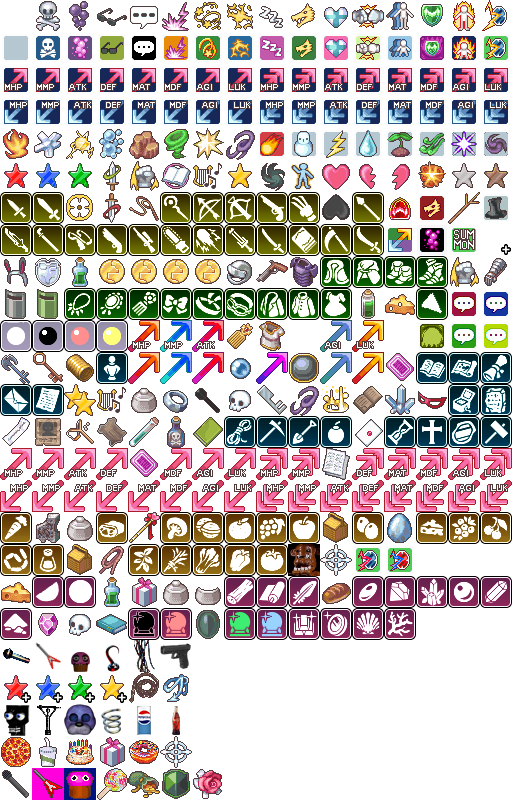 zzz
zzz
MHP MMP ATK DEF MAT MDF AGI LUK MHP MMP ATK DEF MAT MDF AGI LUK
MHP MMP ATK DEF MAT MDF AGI LUK MHP MMP ATK DEF MAT MDF AGI LUK
SUM
MON
MHP MMP ATK AGI LUK
MHP MMP ATK DEF MDF AGI LUK MHP MMP DEF MAT MDF AGI LUK
MHP MMP ATK DEF MAT MDF AGI LUK MHP MMP ATK DEF MAT MDF AGI LUK